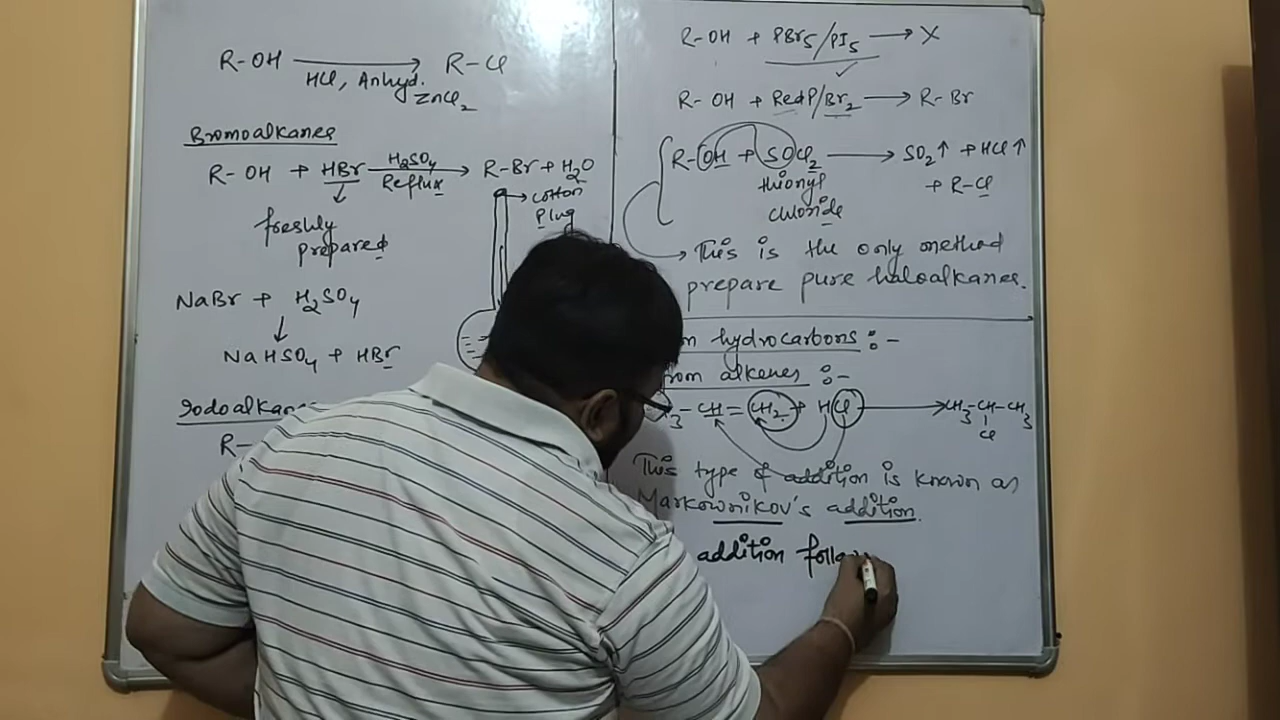 R-OH ⟶ R-Cl
HCl, Anhyd.
ZnCl2
Bromoalkanes
R-OH + HBr H2SO4 ⟶ R-Br + H2O
Reflux
freshly
prepared
cotton
plug
NaBr + H2SO4
↓
NaHSO4 + HBr
R-
R-OH + PBr5/PI5 ⟶ X
R-OH + Red P/Br2 ⟶ R-Br
R-OH + SOCl2 ⟶ SO2↑ + HCl↑
+ R-Cl
thionyl
chloride
→ This is the only method
prepare pure haloalkanes.
hydrocarbons :-
alkenes :-
3-CH=CH2 + HCl ⟶ CH3-CH-CH3
Cl
This type of addition is known as
Markownikov's addition.
addition